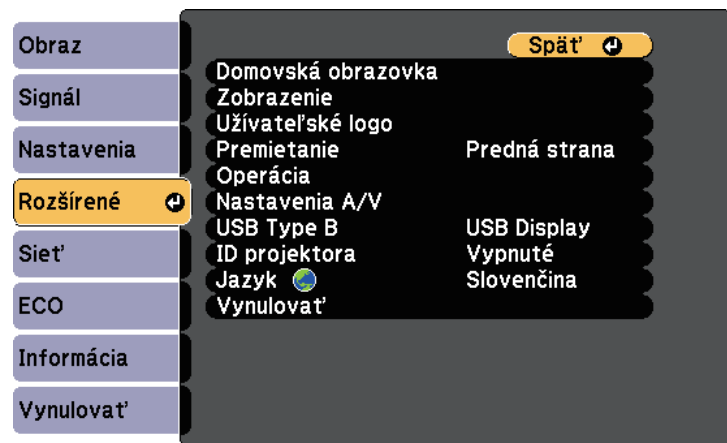 Obraz
Signál
Nastavenia
Rozšírené
Sieť
ECO
Informácia
Vynulovať
Späť
Domovská obrazovka
Zobrazenie
Užívateľské logo
Premietanie Predná strana
Operácia
Nastavenia A/V
USB Type B USB Display
ID projektora Vypnuté
Jazyk Slovenčina
Vynulovať